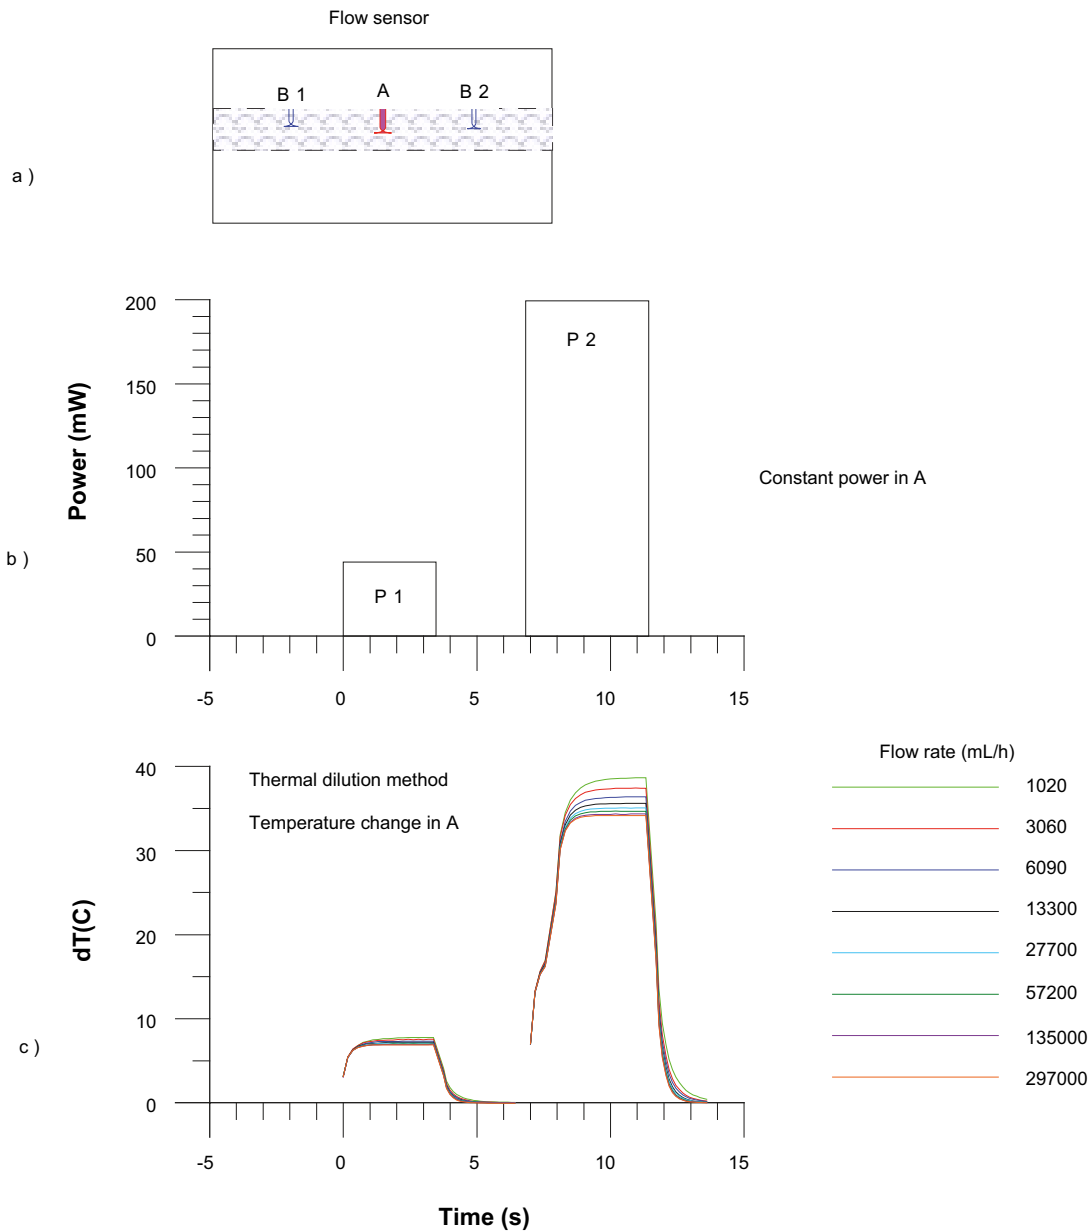 Flow sensor
B 1
A
B 2
a )
200
150
100
50
0
Power (mW)
P 1
P 2
Constant power in A
b )
-5
0
5
10
15
40
30
20
10
0
dT(C)
Thermal dilution method
Temperature change in A
c )
-5
0
5
10
15
Time (s)
Flow rate (mL/h)
1020
3060
6090
13300
27700
57200
135000
297000